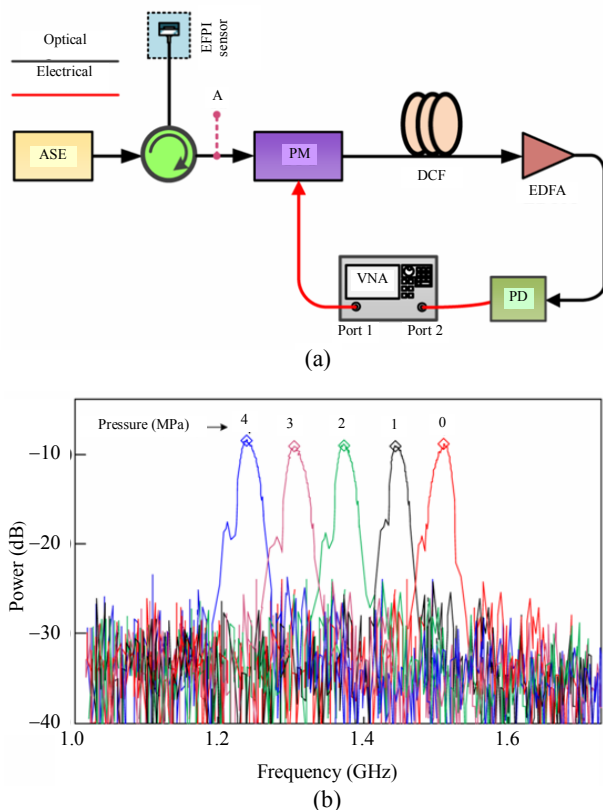 Optical
Electrical
EFPI
sensor
A
ASE
PM
DCF
EDFA
VNA
Port 1
Port 2
PD
(a)
Pressure (MPa)
4
3
2
1
0
Power (dB)
−10
−20
−30
−40
1.0
1.2
1.4
1.6
Frequency (GHz)
(b)